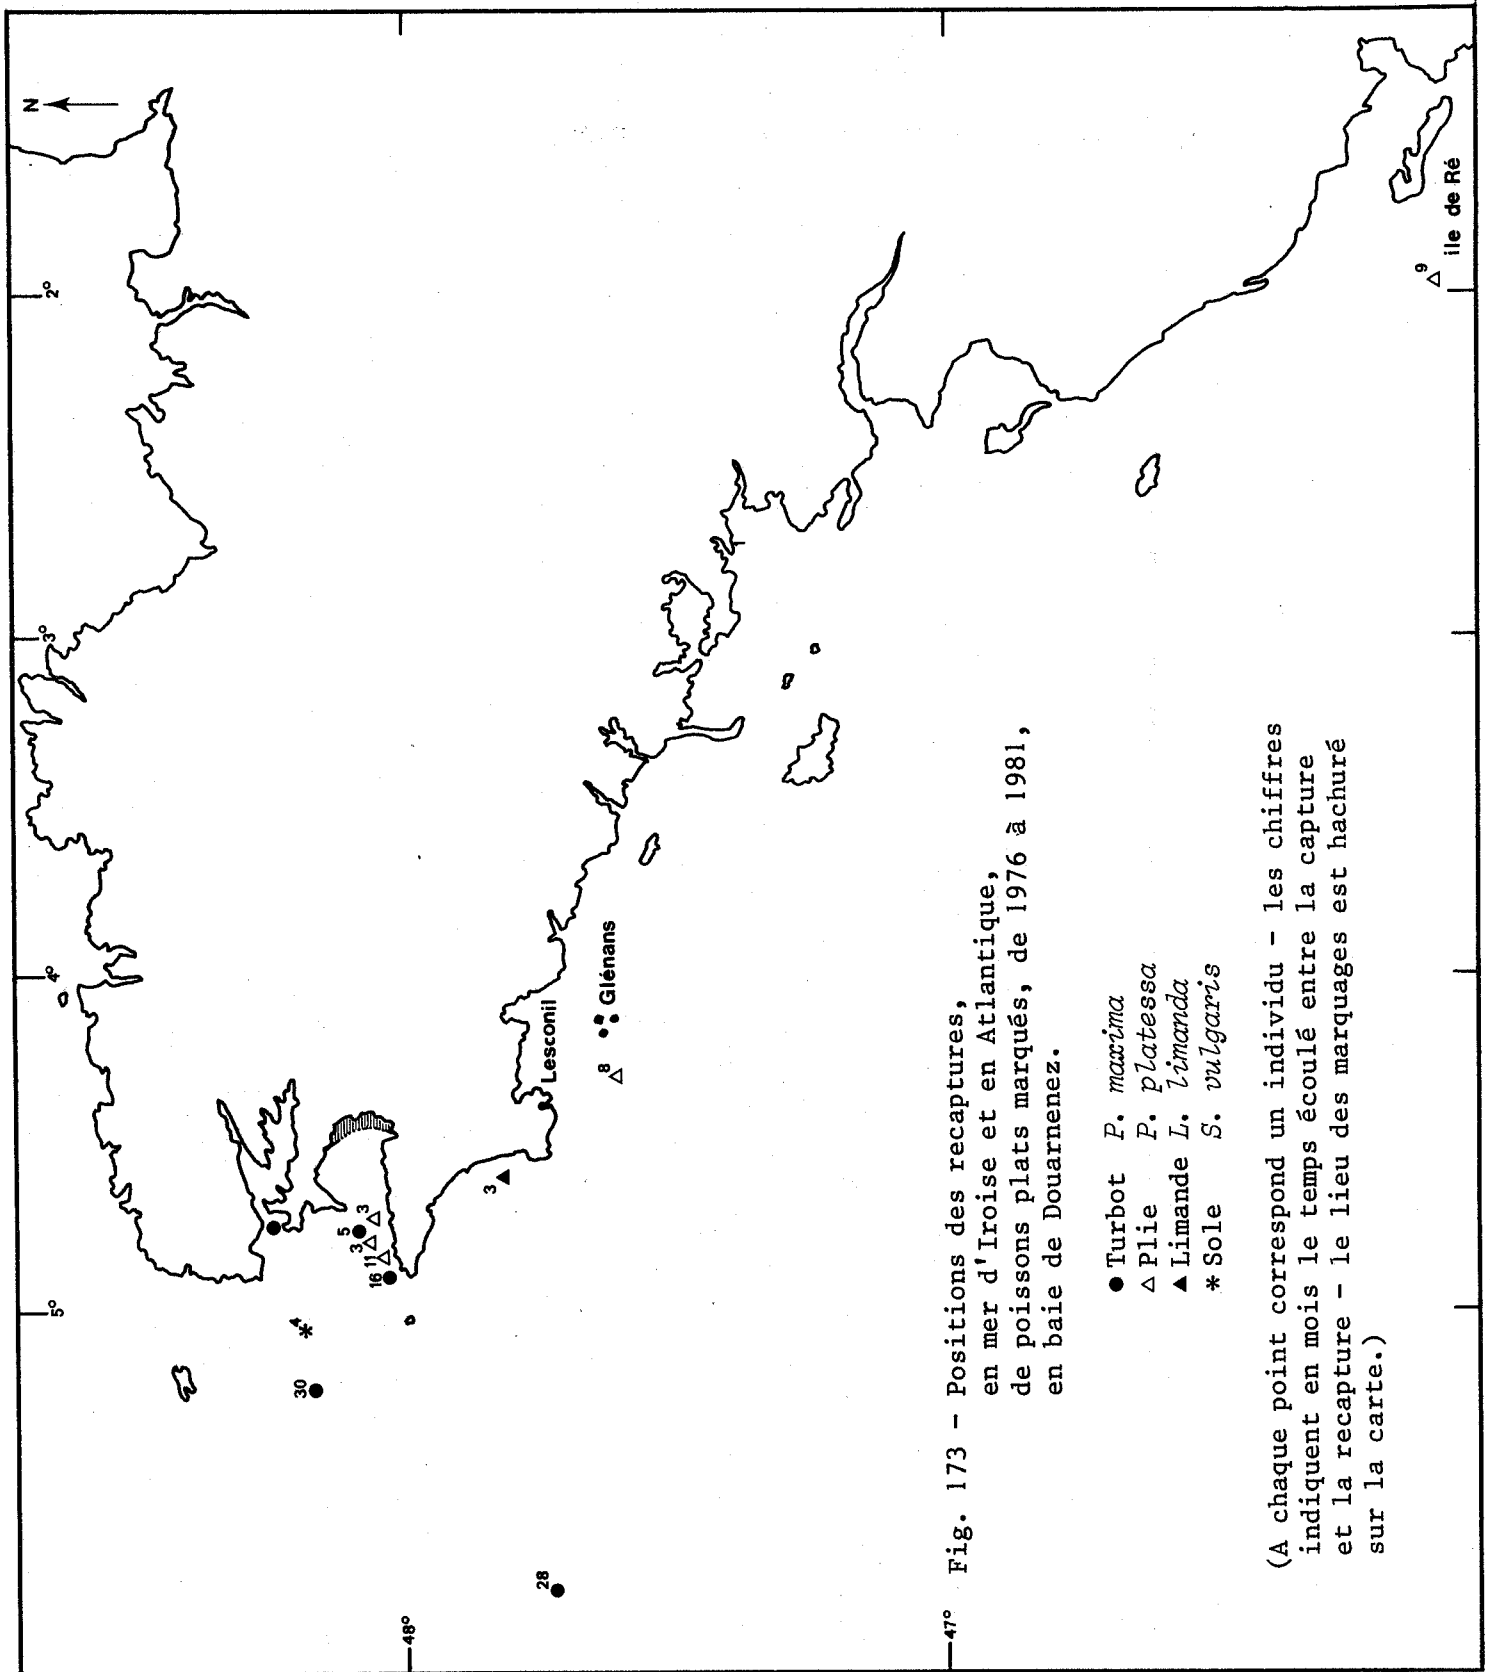 N
2°
3°
4°
5°
48°
47°
30
*4
5
3
3
11
16
3
28
8
9
Lesconil
Glénans
ile de Ré
Fig. 173 - Positions des recaptures,
en mer d'Iroise et en Atlantique,
de poissons plats marqués, de 1976 à 1981,
en baie de Douarnenez.
● Turbot P. maxima
△ Plie P. platessa
▲ Limande L. limanda
* Sole S. vulgaris
(A chaque point correspond un individu - les chiffres
indiquent en mois le temps écoulé entre la capture
et la recapture - le lieu des marquages est hachuré
sur la carte.)